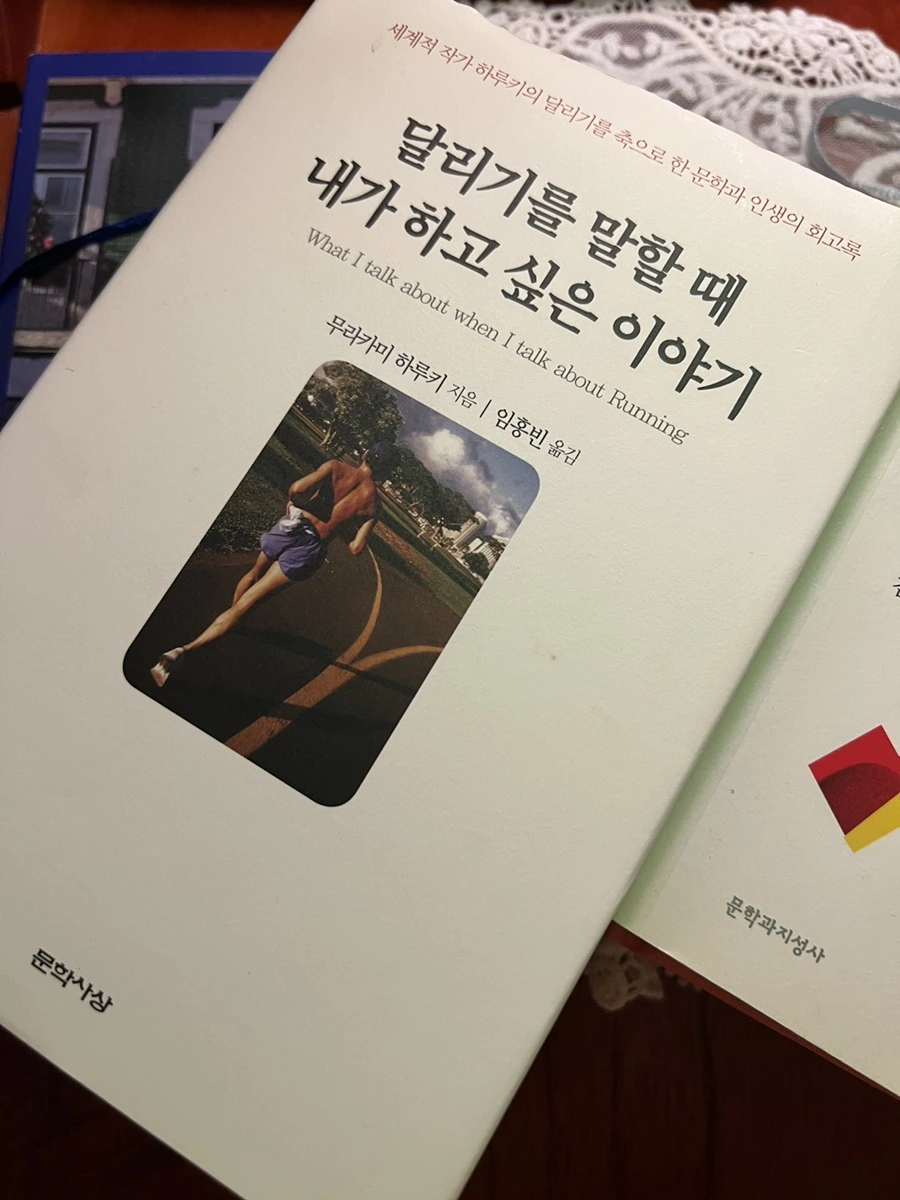 세계적 작가 하루키의 달리기를 축으로 한 문학과 인생의 회고록
달리기를 말할 때
내가 하고 싶은 이야기
What I talk about when I talk about Running
무라카미 하루키 지음 | 임홍빈 옮김
문학사상
문학과지성사